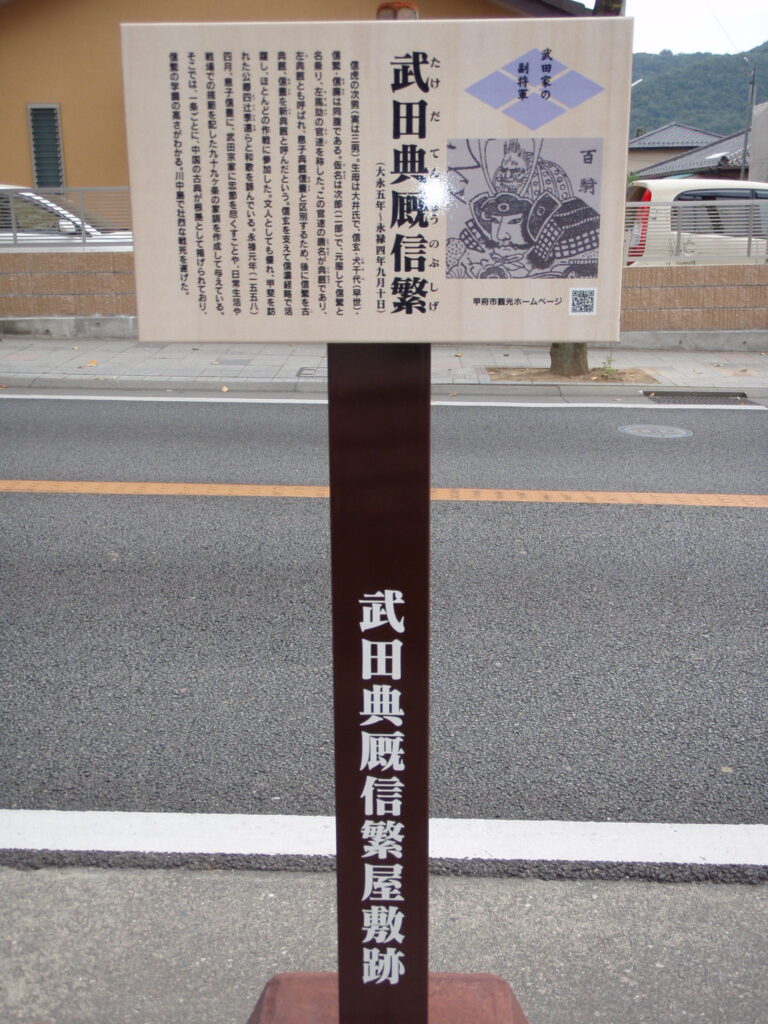 武田家の
副将軍
百騎
甲府市観光ホームページ
たけだてんきゅうのぶしげ
武田典厩信繁
(大永五年~永禄四年九月十日)
信虎の次男(実は三男)。生母は大井氏で、信玄・犬千代(早世)・
信繁・信廉は同腹である。仮名は次郎(二郎)で、元服して信繁と
名乗り、左馬助の官途を称した。この官途の唐名が典厩であり、
左典厩とも呼ばれ、息子典厩信豊と区別するため、後に信繁を古
典厩、信豊を新典厩と呼んだという。信玄を支えて信濃経略で活
躍し、ほとんどの作戦に参加した。文人としても優れ、甲斐を訪
れた公卿四辻季遠らと和歌を詠んでいる。永禄元年(一五五八)
四月、息子信豊に、武田宗家に忠節を尽くすことや、日常生活や
戦場での規範を記した九十九ヶ条の家訓を作成して与えている。
そこでは、一条ごとに、中国の古典が根拠として掲げられており、
信繁の学識の高さがわかる。川中島で壮烈な戦死を遂げた。
武田典厩信繁屋敷跡